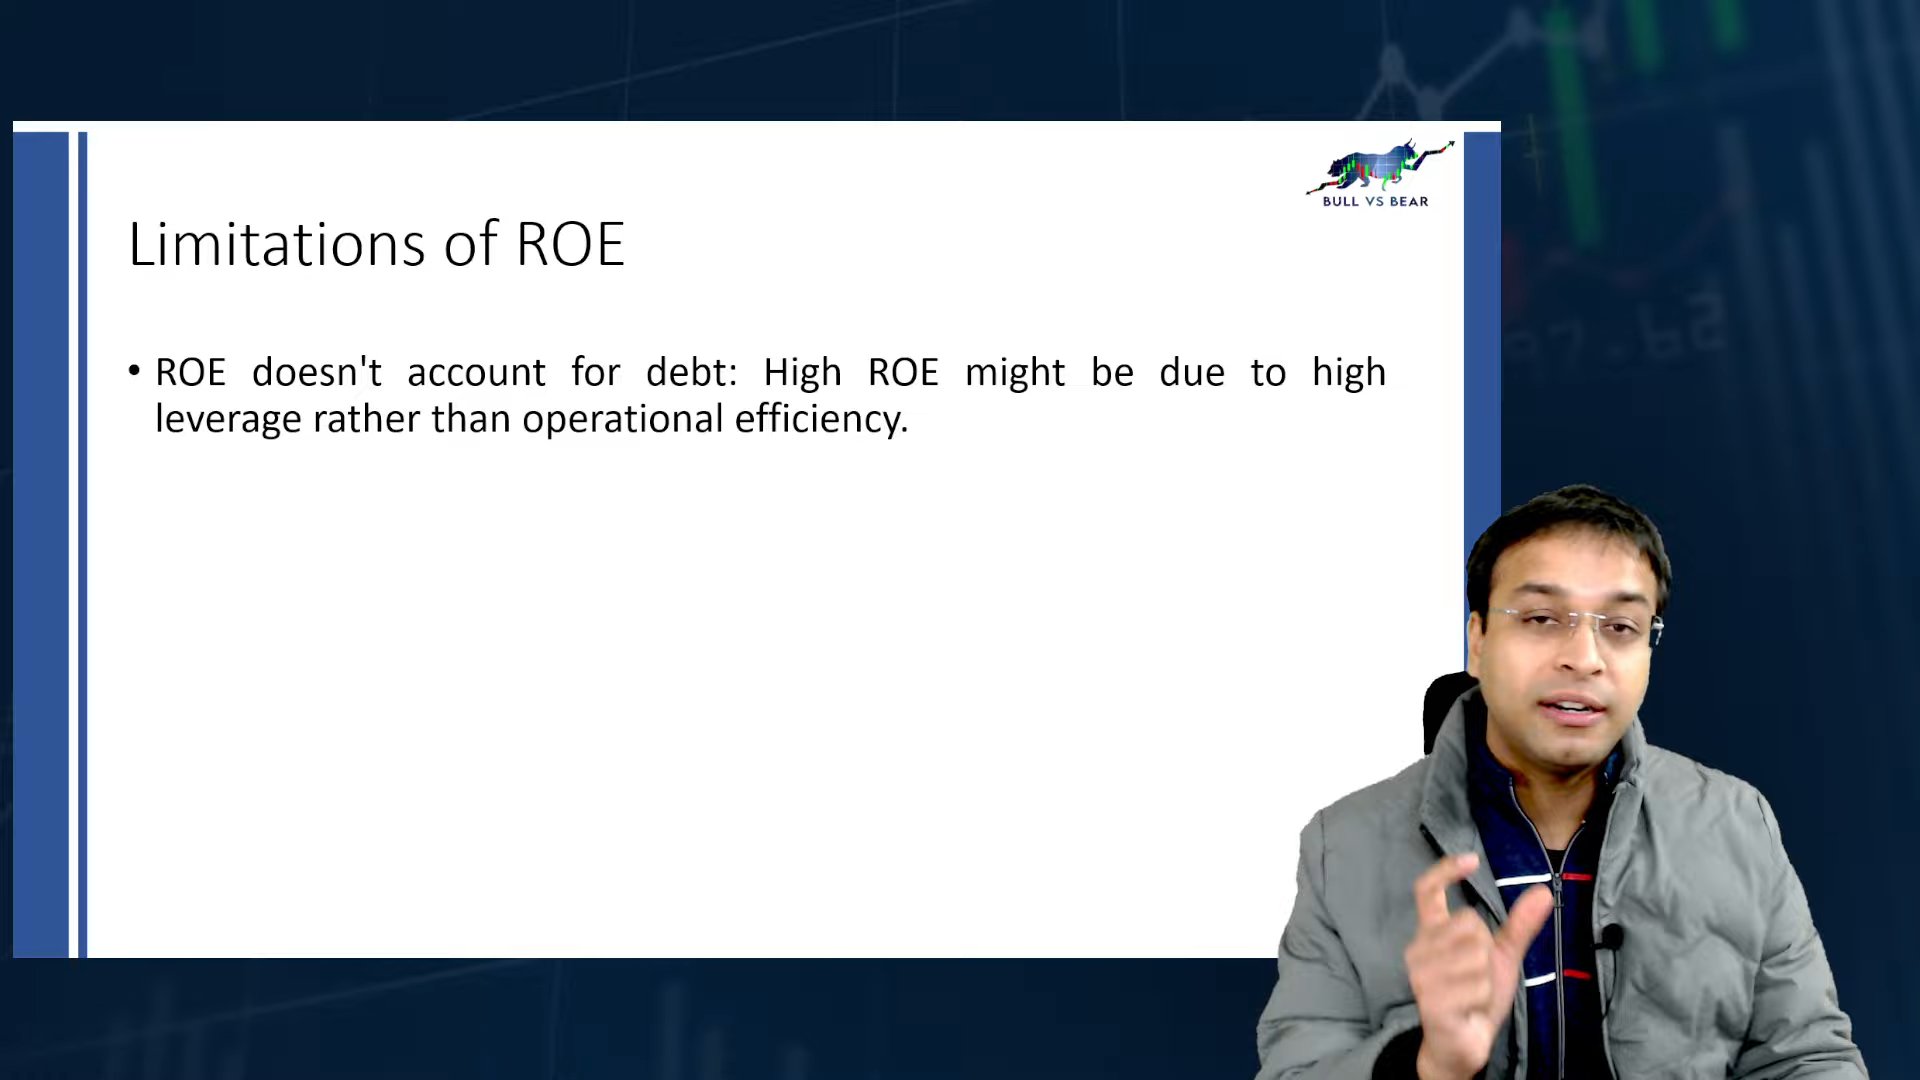 BULL VS BEAR
Limitations of ROE
• ROE doesn't account for debt: High ROE might be due to high
leverage rather than operational efficiency.